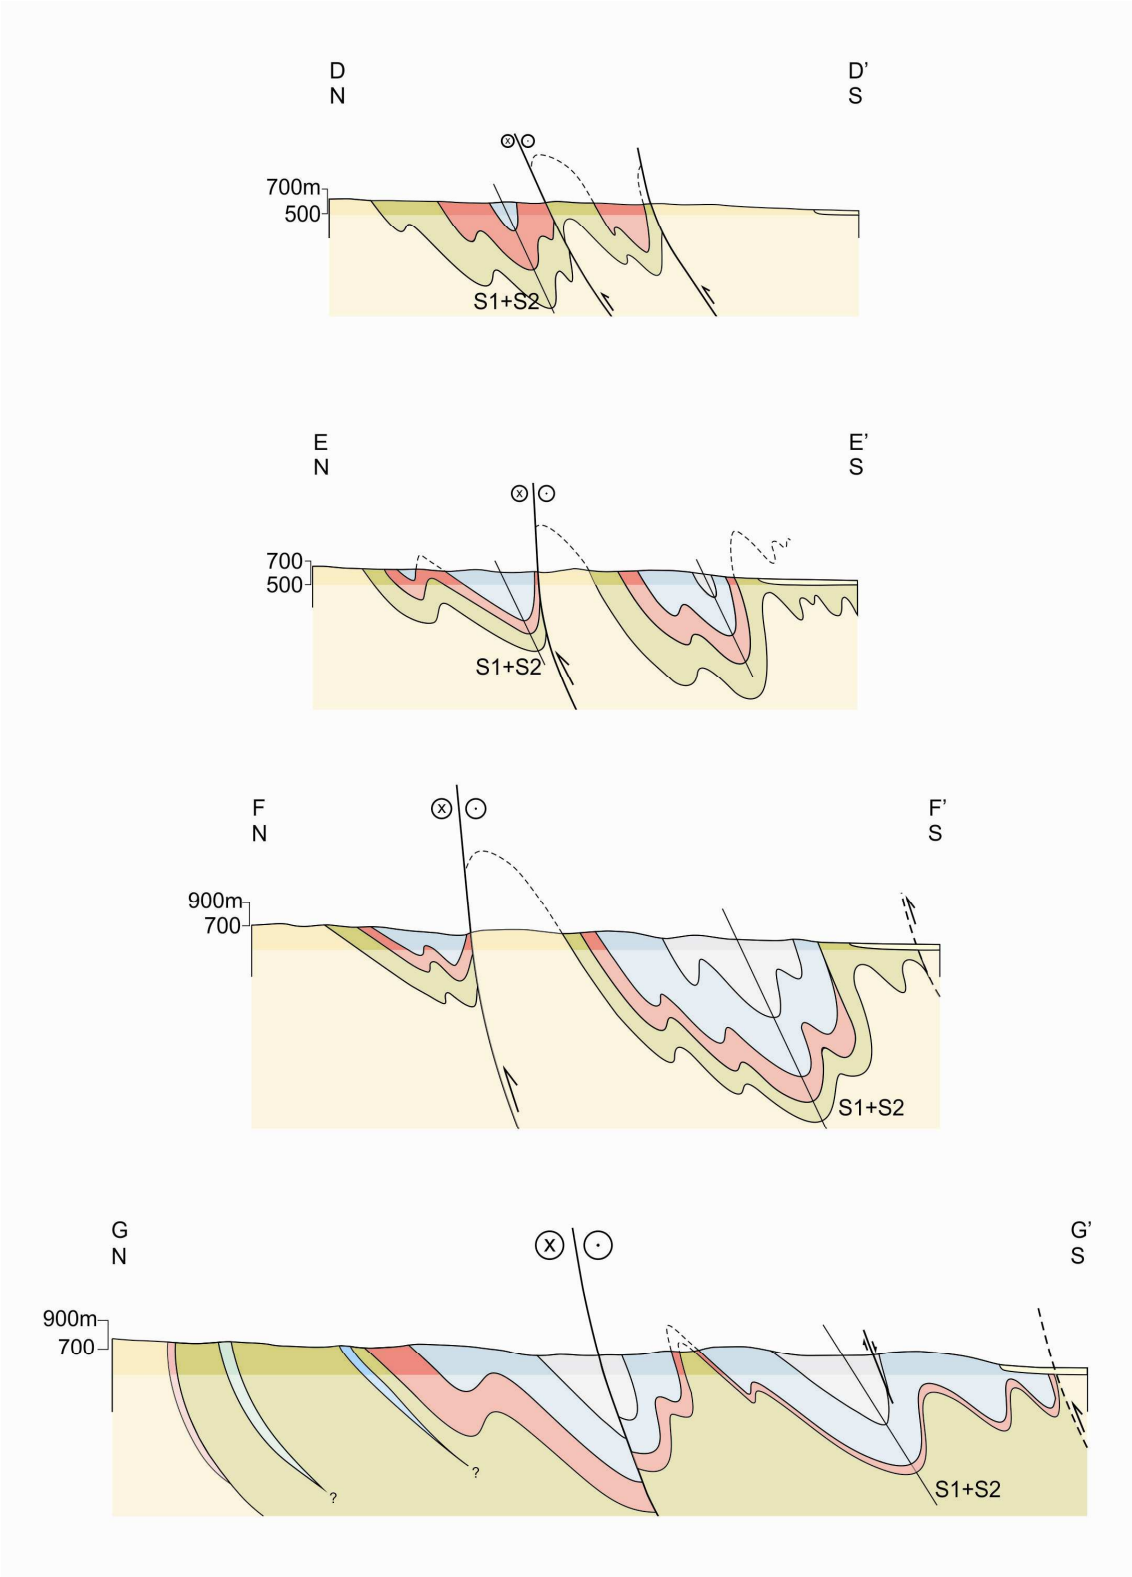 D D’
N S
x
700m
500
S1+S2
E E’
N S
x
700
500
S1+S2
F F’
N S
x
900m
700
S1+S2
G G’
N S
x
900m
700
?
?
S1+S2